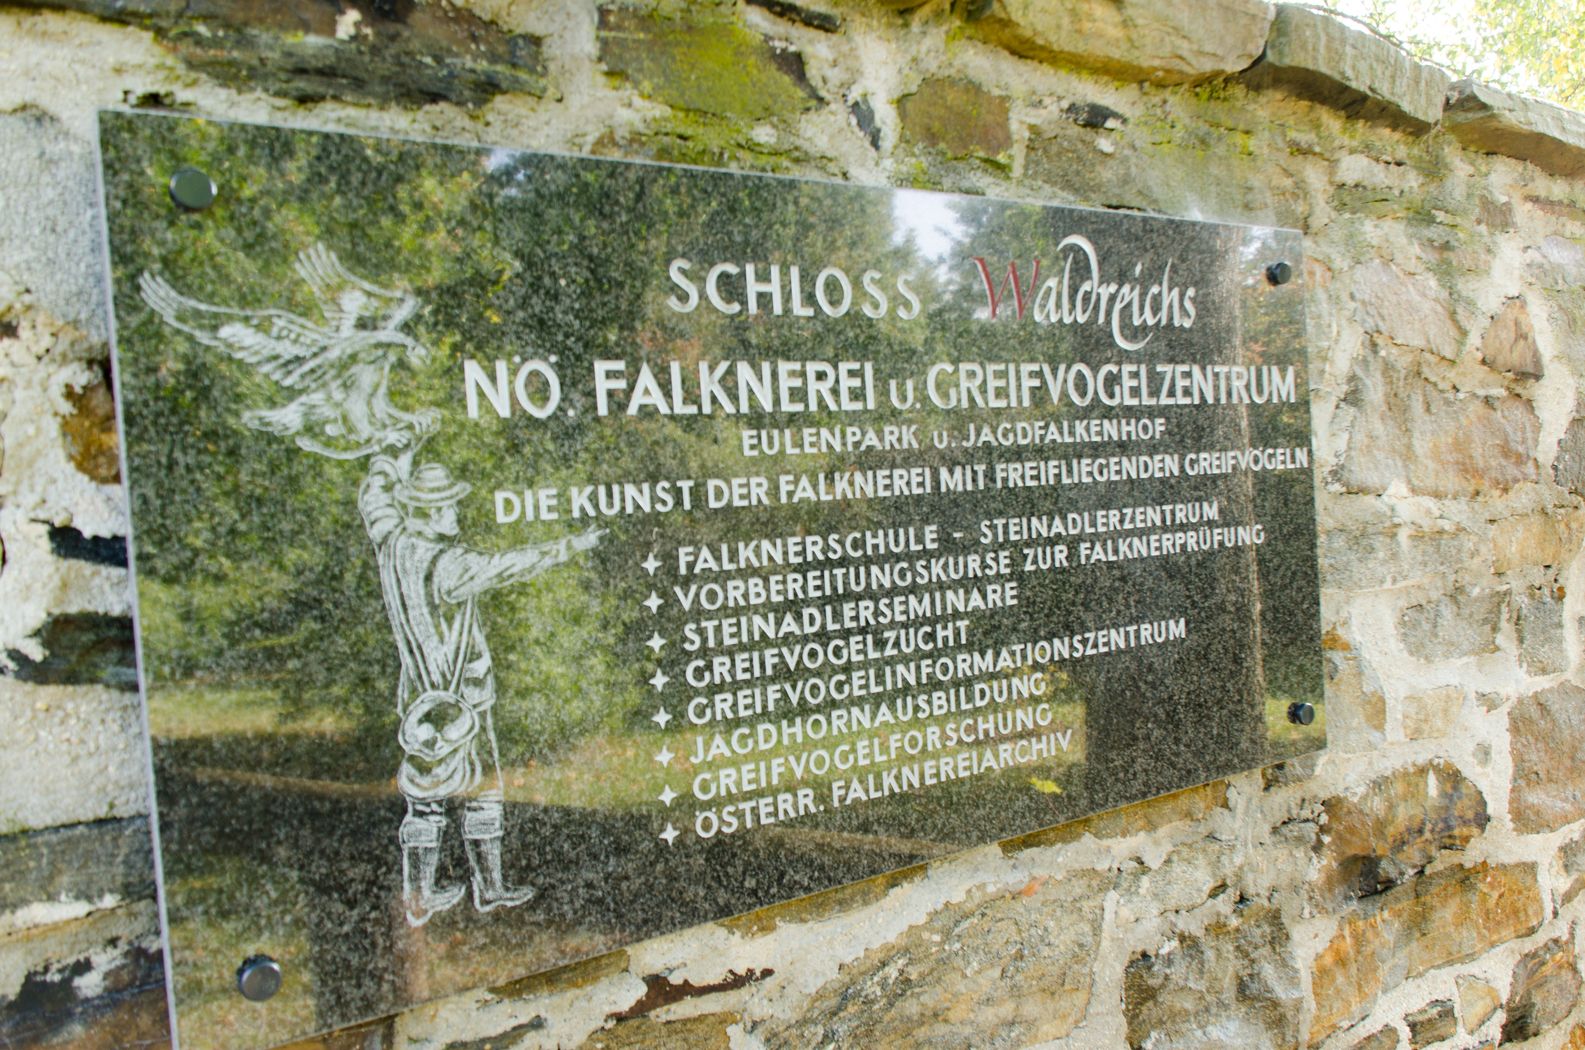 SCHLOSS Waldreichs
NÖ. FALKNEREI u. GREIFVOGELZENTRUM
EULENPARK u. JAGDFALKENHOF
DIE KUNST DER FALKNEREI MIT FREIFLIEGENDEN GREIFVÖGELN
FALKNERSCHULE - STEINADLERZENTRUM
VORBEREITUNGSKURSE ZUR FALKNERPRÜFUNG
STEINADLERSEMINARE
GREIFVOGELZUCHT
GREIFVOGELINFORMATIONSZENTRUM
JAGDHORNAUSBILDUNG
GREIFVOGELFORSCHUNG
ÖSTERR. FALKNEREIARCHIV